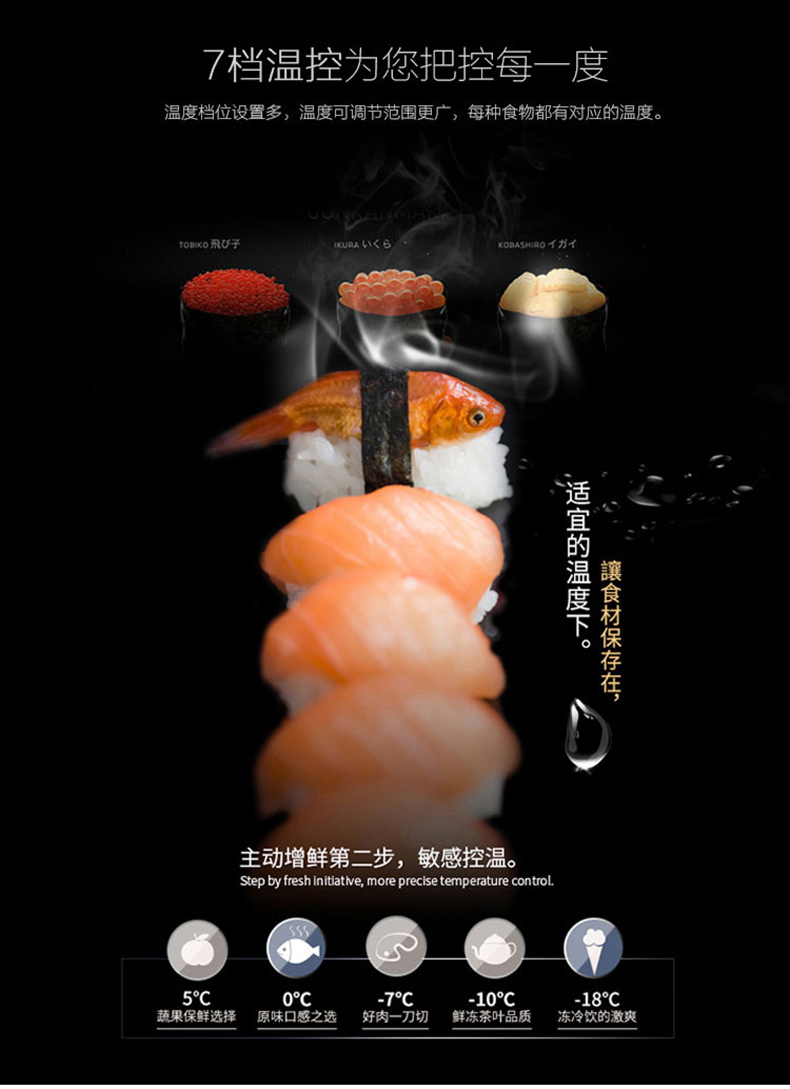 7档温控为您把控每一度
温度档位设置多，温度可调节范围更广，每种食物都有对应的温度。
GUNKANMAKI
TOBIKO 飛び子
IKURA いくら
KOBASHIRO イガイ
讓食材保存在，
适宜的温度下。
主动增鲜第二步，敏感控温。
Step by fresh initiative, more precise temperature control.
5℃
0℃
-7℃
-10℃
-18℃
蔬果保鲜选择
原味口感之选
好肉一刀切
鲜冻茶叶品质
冻冷饮的激爽